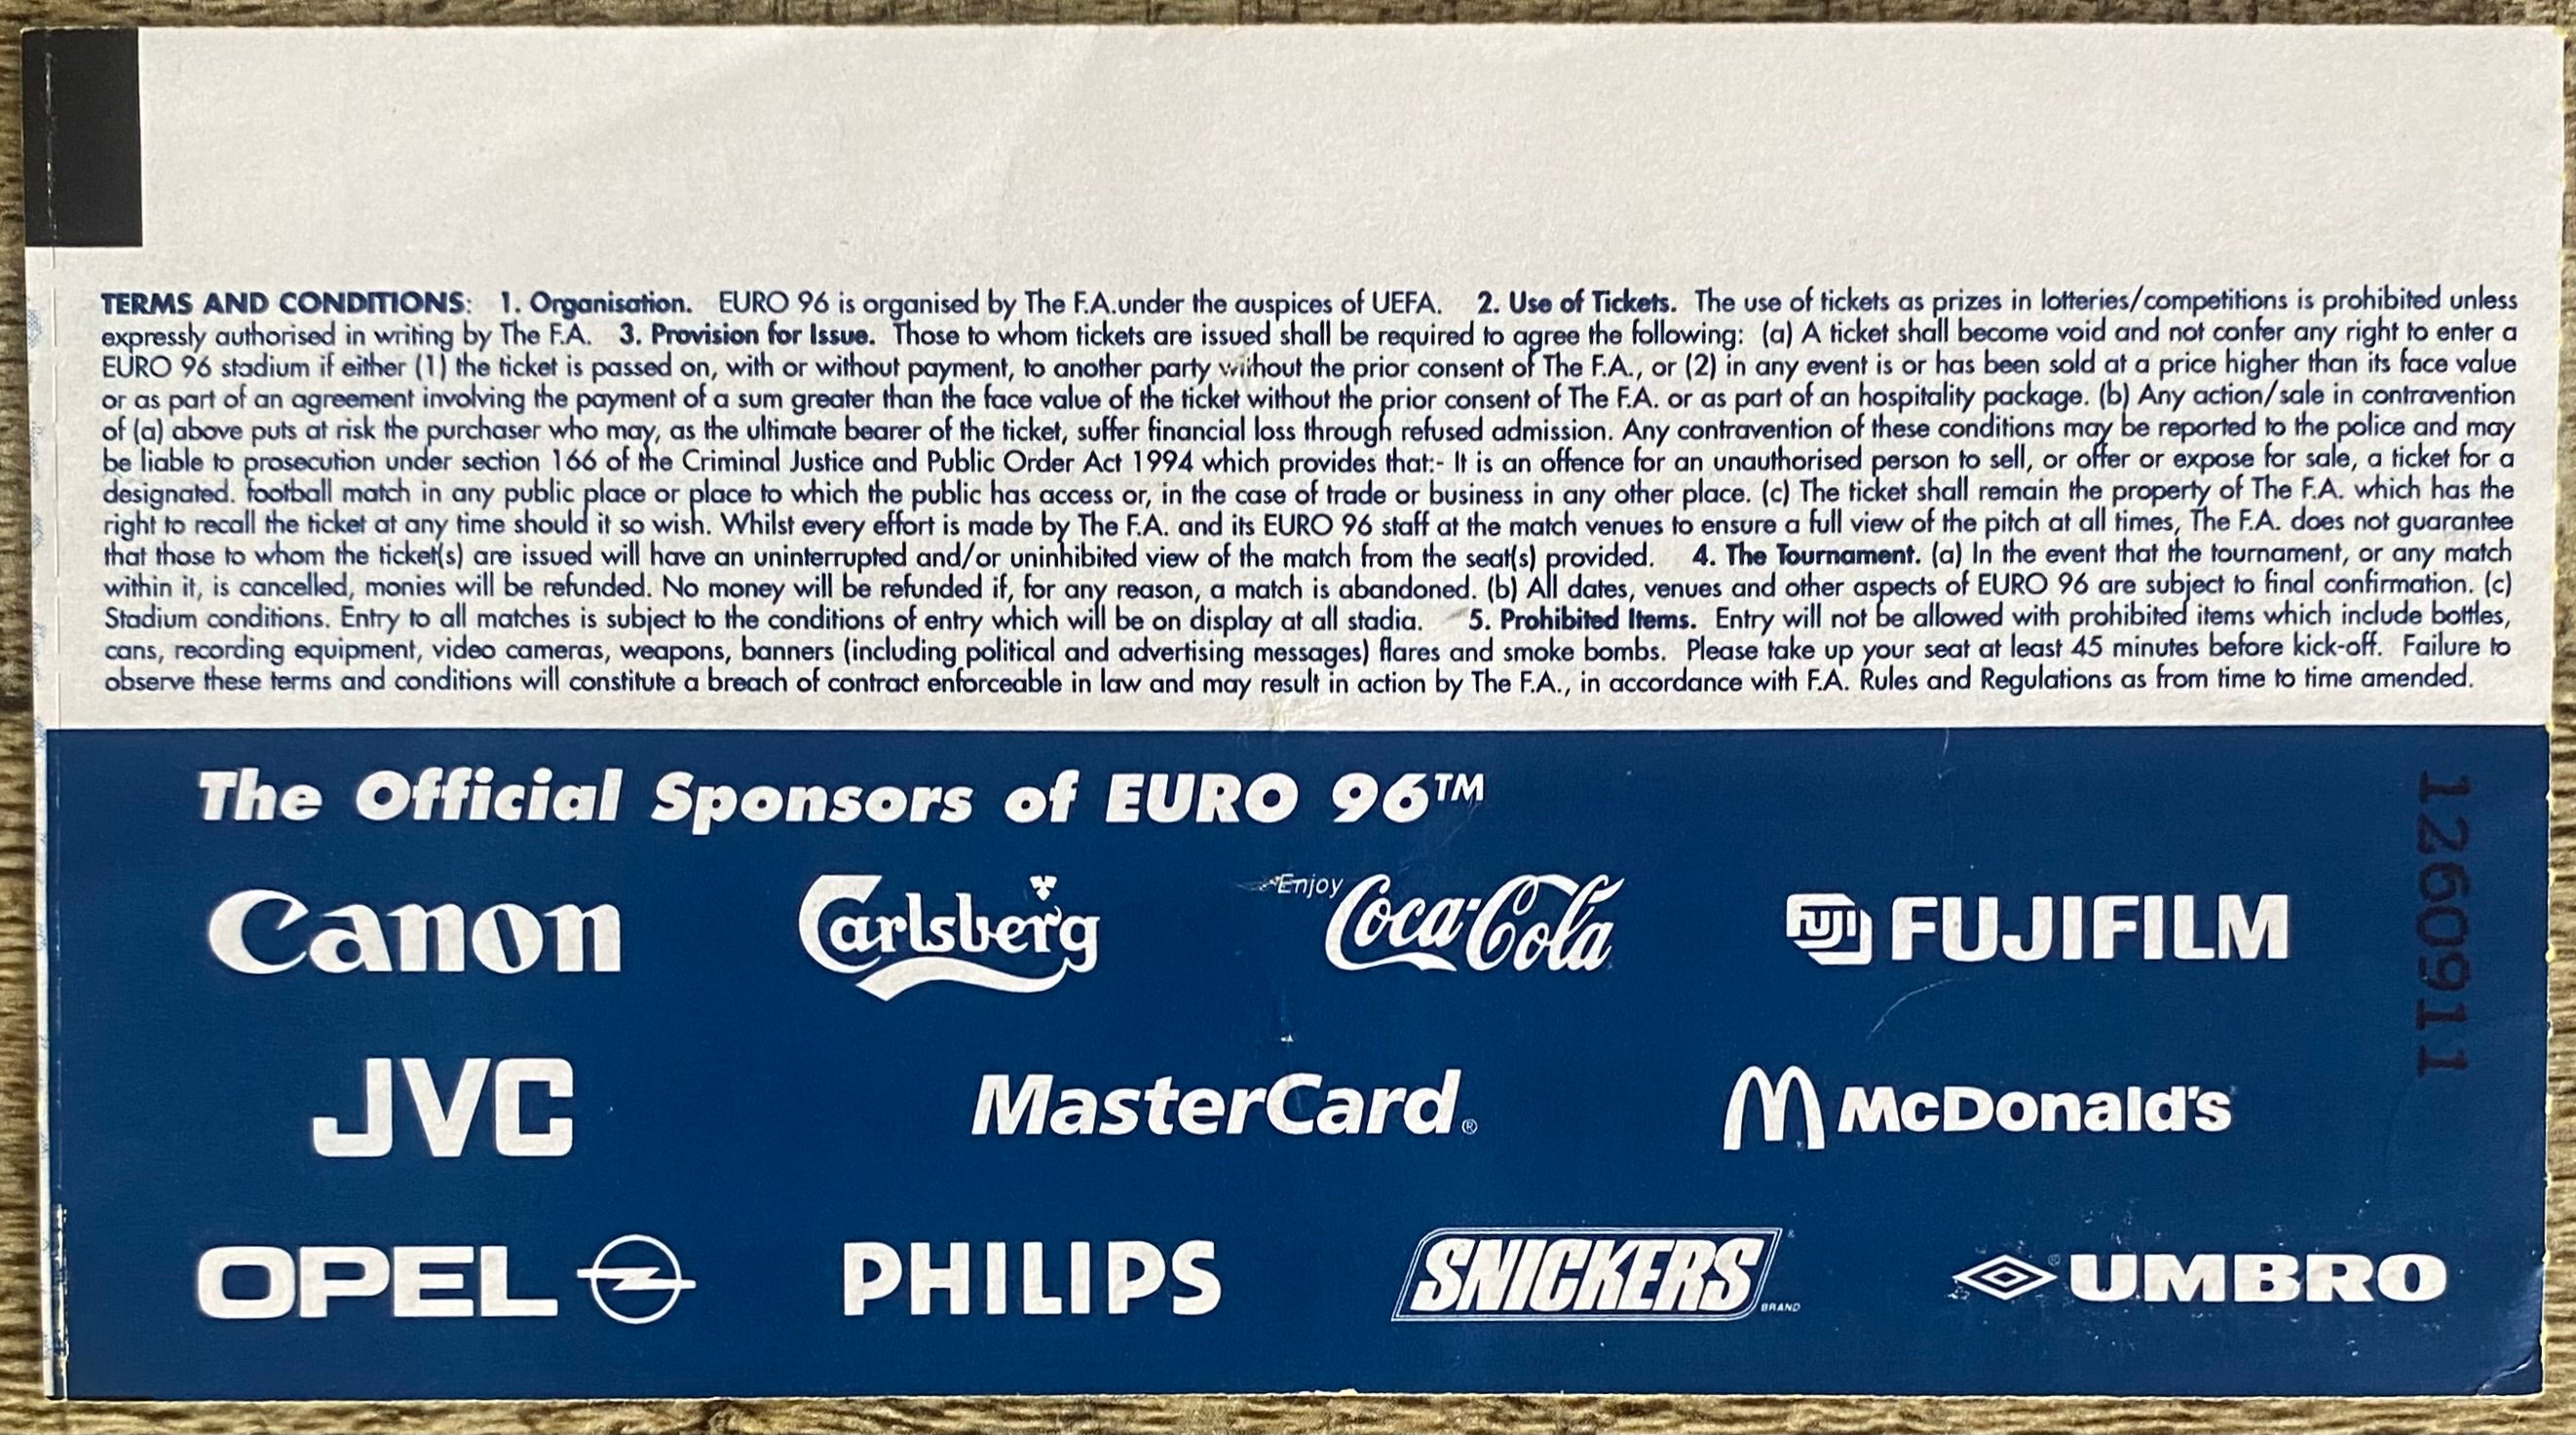 TERMS AND CONDITIONS: 1. Organisation. EURO 96 is organised by The F.A.under the auspices of UEFA. 2. Use of Tickets. The use of tickets as prizes in lotteries/competitions is prohibited unless
expressly authorised in writing by The F.A. 3. Provision for Issue. Those to whom tickets are issued shall be required to agree the following: (a) A ticket shall become void and not confer any right to enter a
EURO 96 stadium if either (1) the ticket is passed on, with or without payment, to another party without the prior consent of The F.A., or (2) in any event is or has been sold at a price higher than its face value
or as part of an agreement involving the payment of a sum greater than the face value of the ticket without the prior consent of The F.A. or as part of an hospitality package. (b) Any action/sale in contravention
of (a) above puts at risk the purchaser who may, as the ultimate bearer of the ticket, suffer financial loss through refused admission. Any contravention of these conditions may be reported to the police and may
be liable to prosecution under section 166 of the Criminal Justice and Public Order Act 1994 which provides that:- It is an offence for an unauthorised person to sell, or offer or expose for sale, a ticket for a
designated. football match in any public place or place to which the public has access or, in the case of trade or business in any other place. (c) The ticket shall remain the property of The F.A. which has the
right to recall the ticket at any time should it so wish. Whilst every effort is made by The F.A. and its EURO 96 staff at the match venues to ensure a full view of the pitch at all times, The F.A. does not guarantee
that those to whom the ticket(s) are issued will have an uninterrupted and/or uninhibited view of the match from the seat(s) provided. 4. The Tournament. (a) In the event that the tournament, or any match
within it, is cancelled, monies will be refunded. No money will be refunded if, for any reason, a match is abandoned. (b) All dates, venues and other aspects of EURO 96 are subject to final confirmation. (c)
Stadium conditions. Entry to all matches is subject to the conditions of entry which will be on display at all stadia. 5. Prohibited Items. Entry will not be allowed with prohibited items which include bottles,
cans, recording equipment, video cameras, weapons, banners (including political and advertising messages) flares and smoke bombs. Please take up your seat at least 45 minutes before kick-off. Failure to
observe these terms and conditions will constitute a breach of contract enforceable in law and may result in action by The F.A., in accordance with F.A. Rules and Regulations as from time to time amended.
The Official Sponsors of EURO 96™
Canon Carlsberg Enjoy Coca-Cola FUJI FUJIFILM
JVC MasterCard® McDonald's
OPEL PHILIPS SNICKERS® BRAND ®UMBRO
1260911